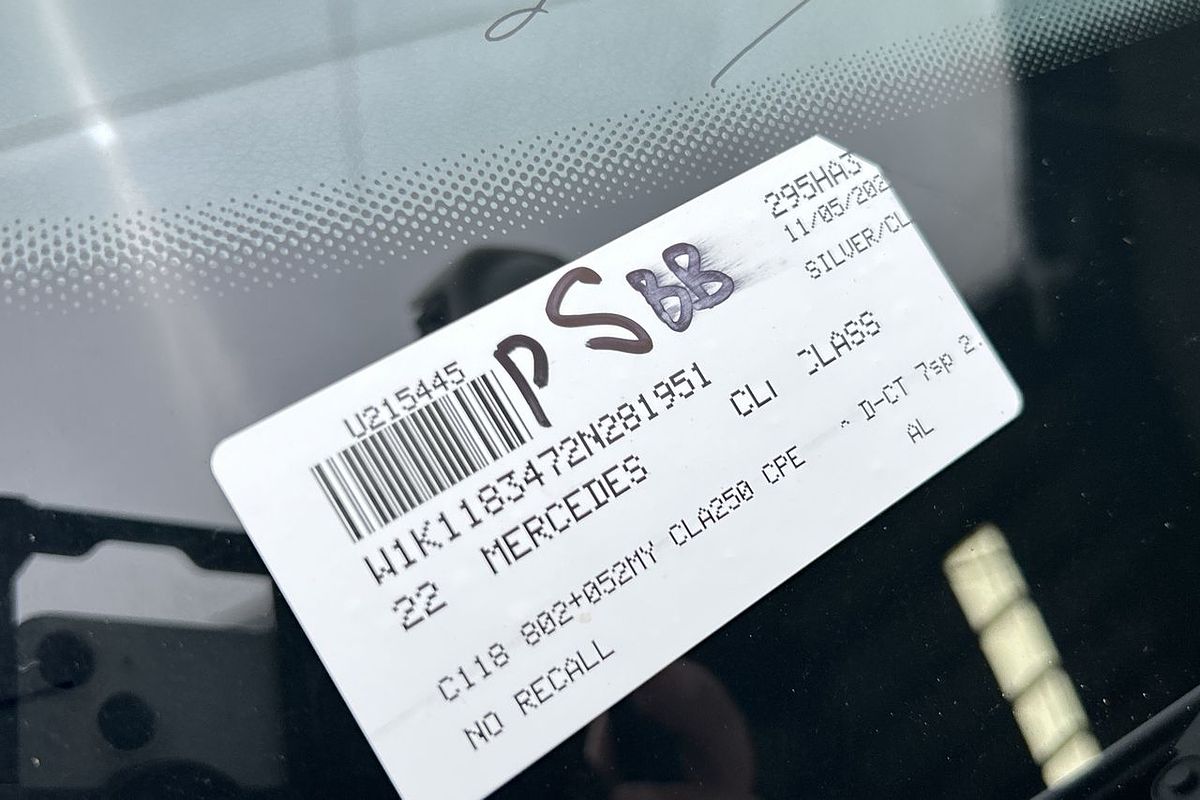 295HA3
11/05/202
SILVER/CL
PSBB
U215445
W1K1183472N281951
22 MERCEDES CLA CLASS
C118 802+052MY CLA250 CPE - D-CT 7sp 2.
NO RECALL AL